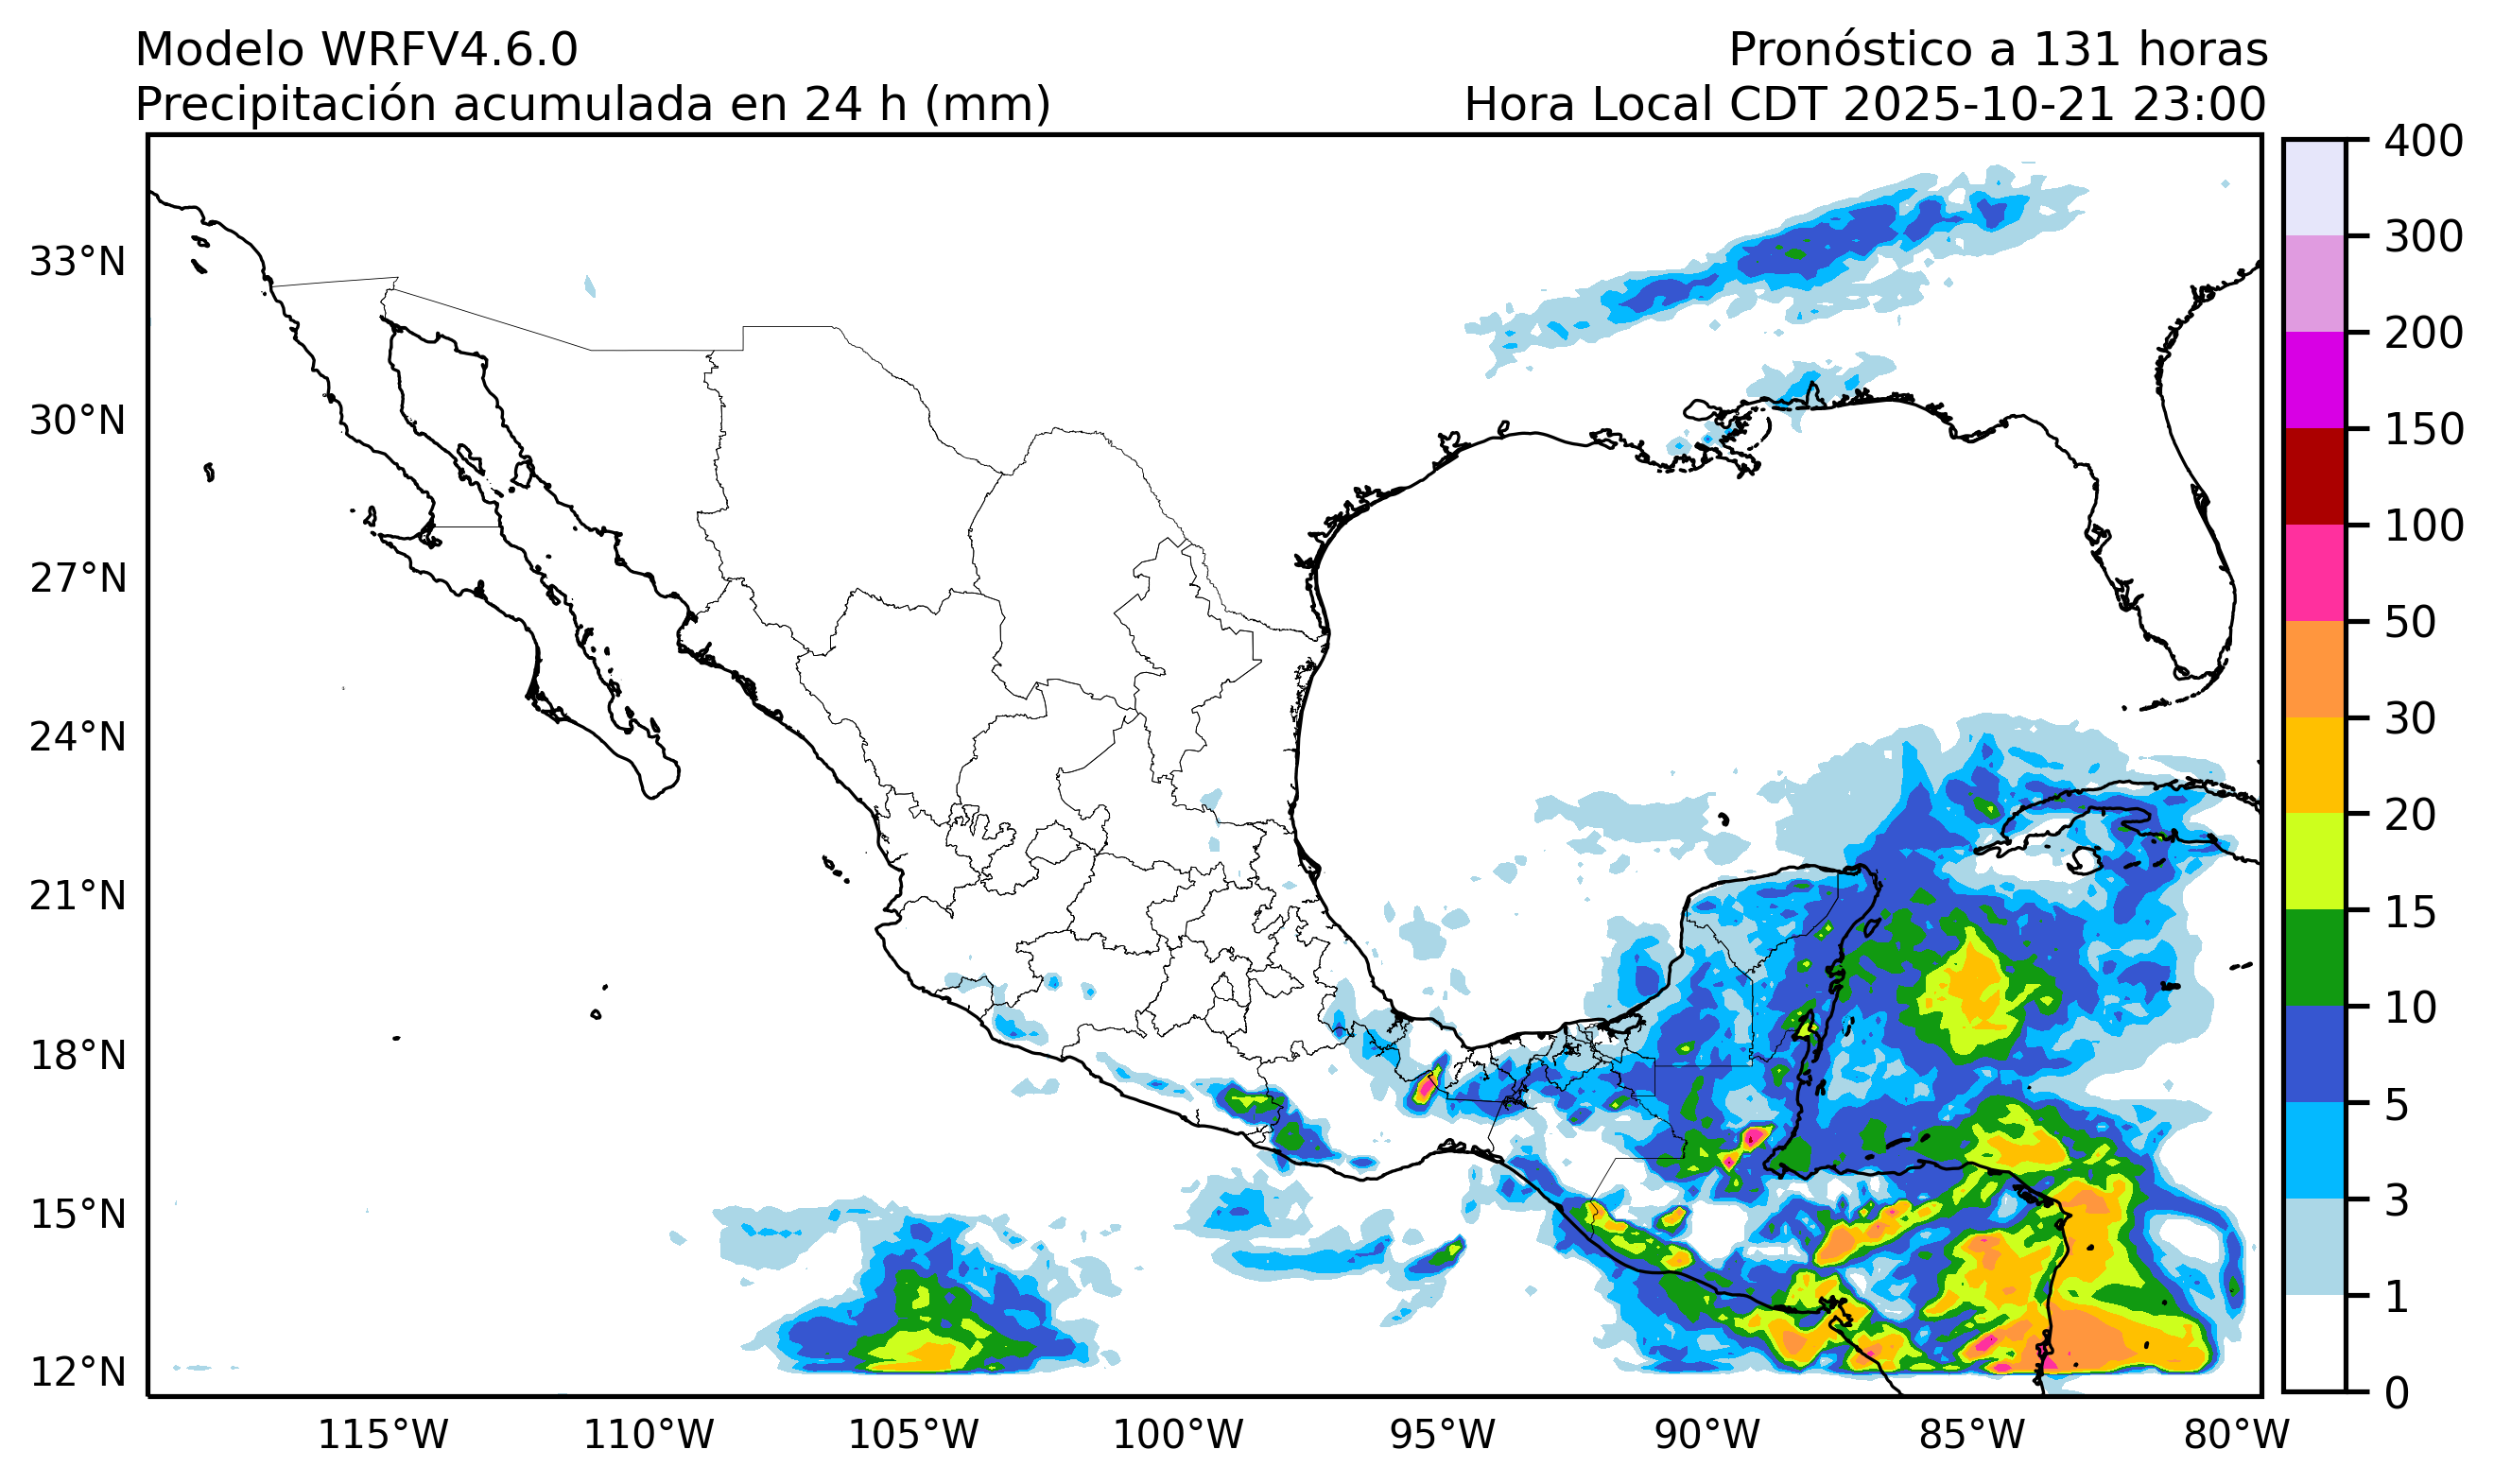 Modelo WRFV4.6.0
Pronóstico a 131 horas
Precipitación acumulada en 24 h (mm)
Hora Local CDT 2025-10-21 23:00
33°N
30°N
27°N
24°N
21°N
18°N
15°N
12°N
115°W
110°W
105°W
100°W
95°W
90°W
85°W
80°W
400
300
200
150
100
50
30
20
15
10
5
3
1
0